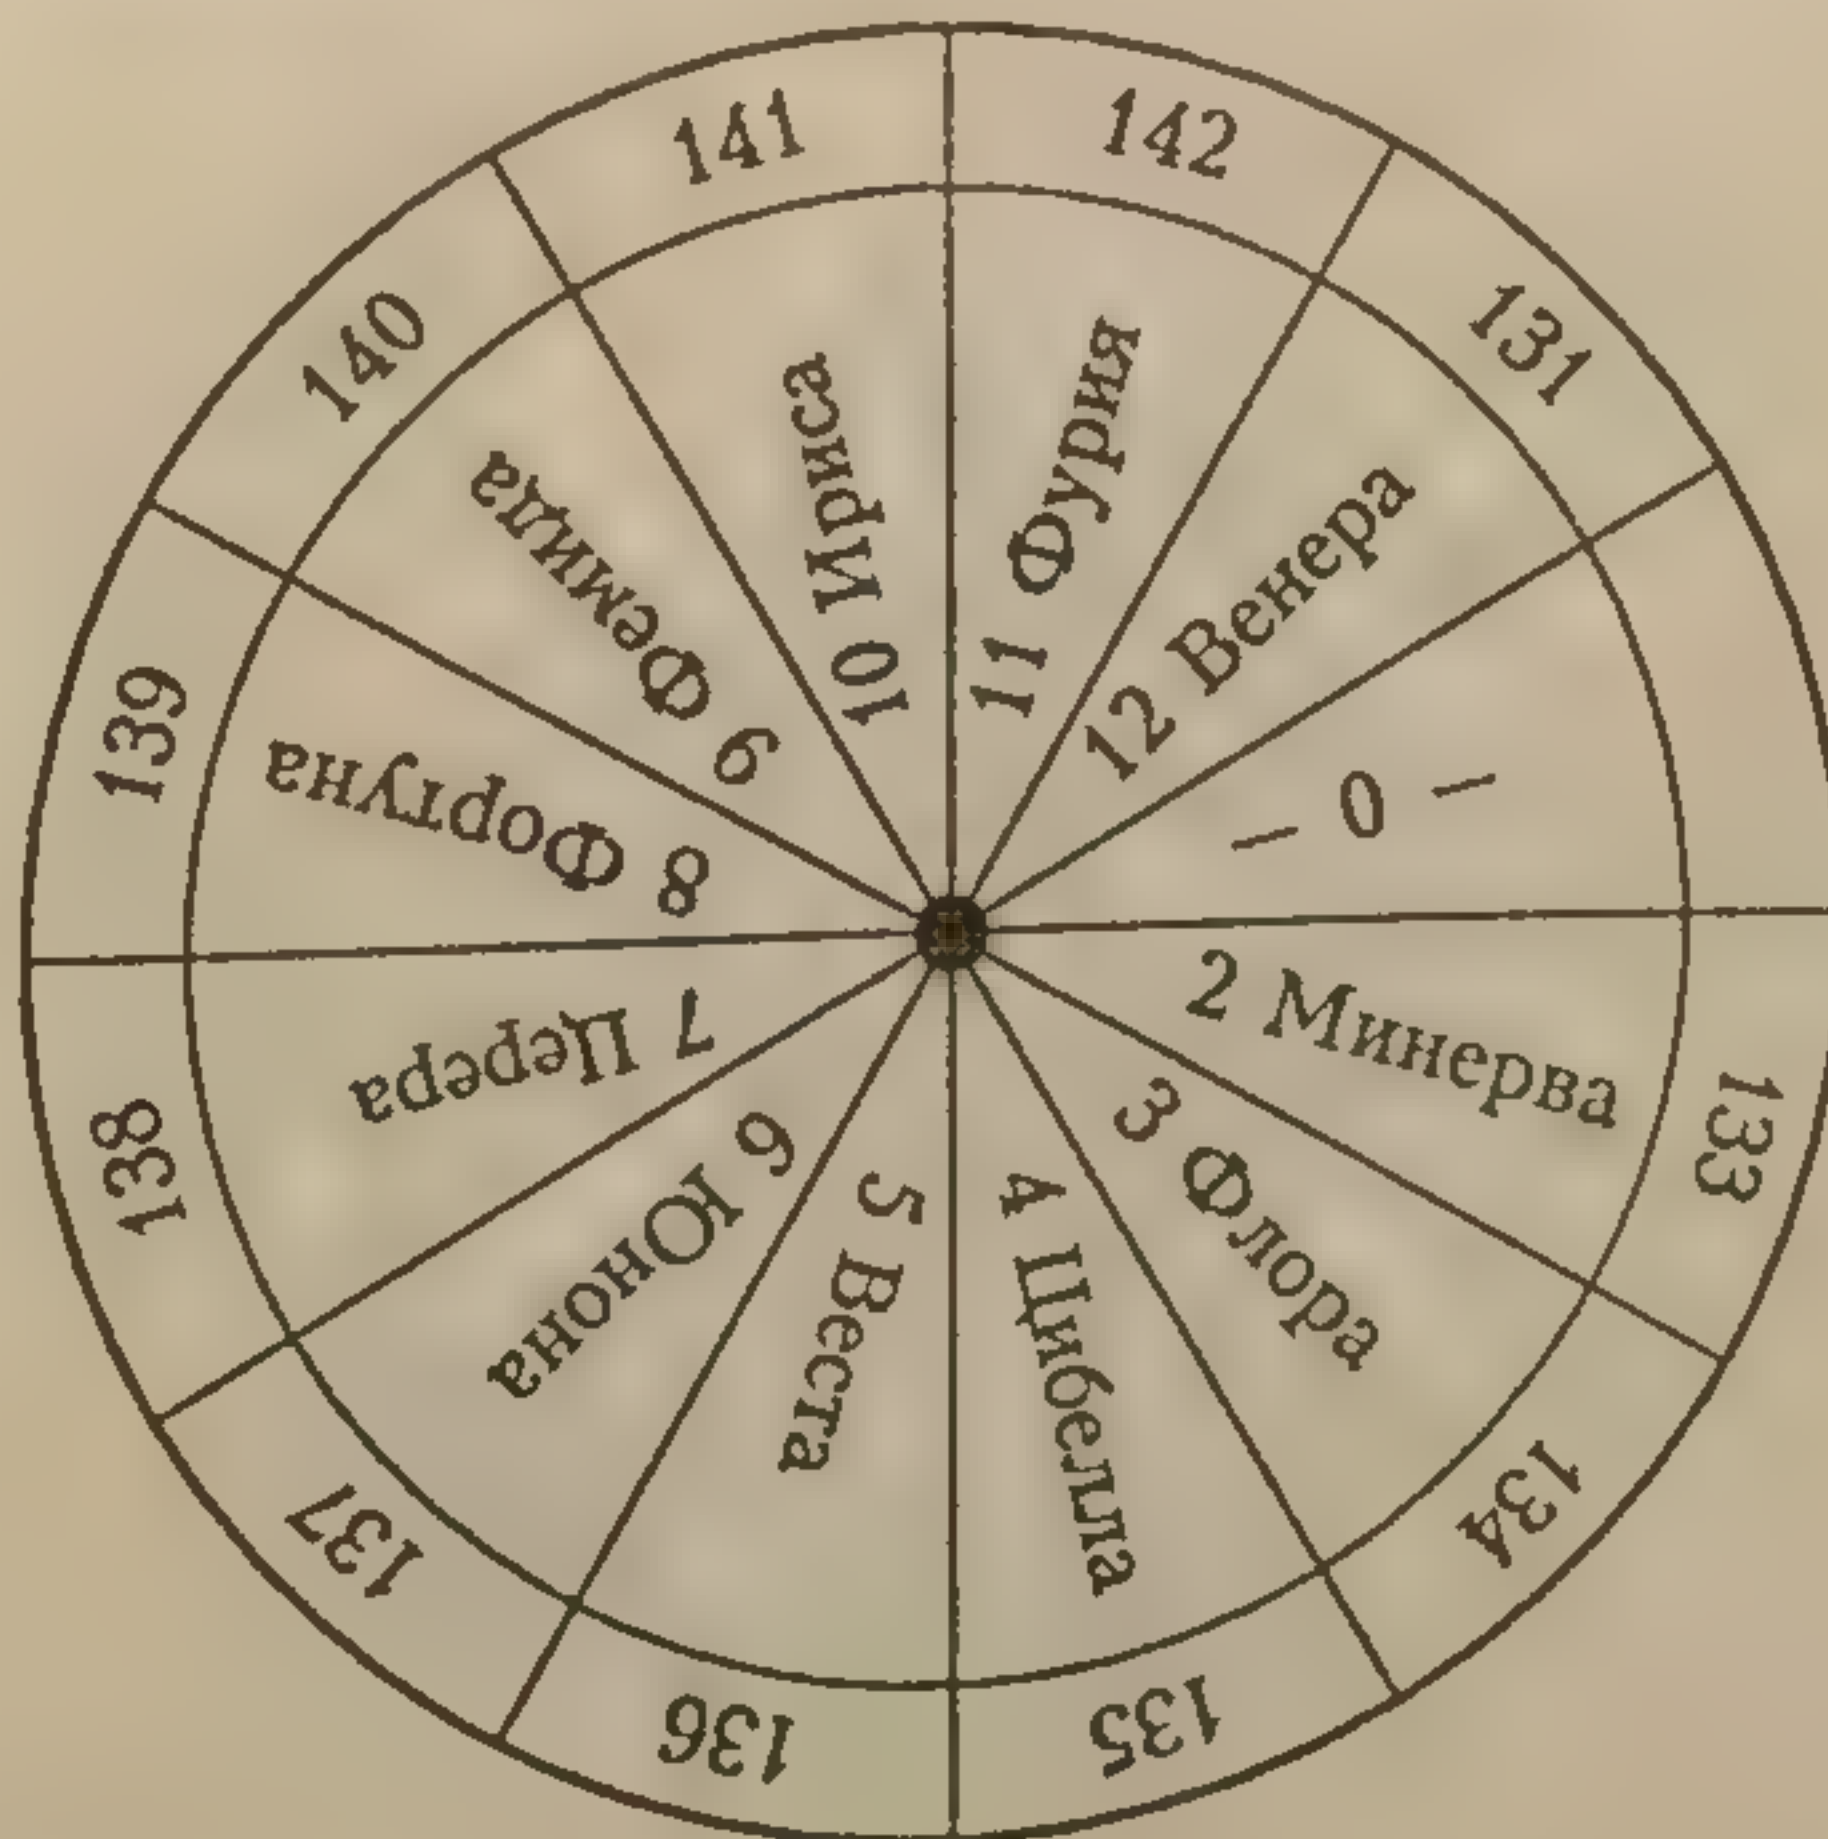 142
11 Фурия
131
12 Венера
— 0 —
133
2 Минерва
134
3 Флора
135
4 Цибелла
136
5 Веста
137
6 Юнона
138
7 Церера
139
8 Фортуна
140
9 Фемида
141
10 Ириса